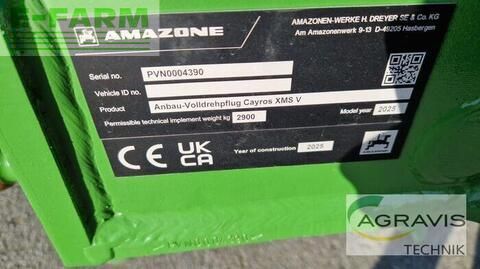 E-FARM
AMAZONE
AMAZONEN-WERKE H. DREYER SE & CO. KG
Am Amazonenwerk 9-13 D-49205 Hasbergen
Serial no. PVN0004390
Vehicle ID no.
Product Anbau-Volldrehpflug Cayros XMS V
Permissible technical implement weight kg 2900
Model year 2025
CE UKCA
Year of construction 2025
AGRAVIS
TECHNIK